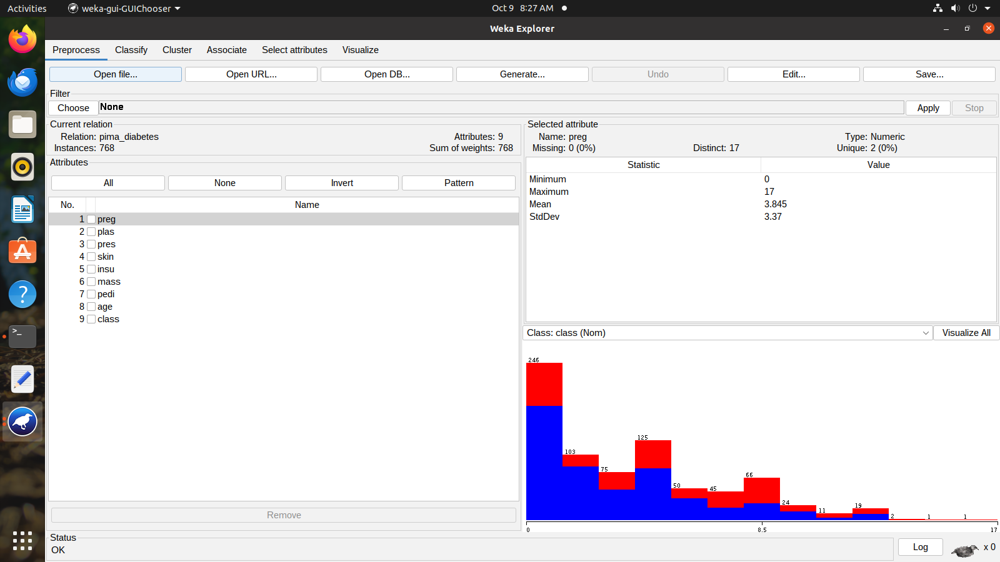 Activities weka-gui-GUIChooser Oct 9 8:27 AM
Weka Explorer
Preprocess Classify Cluster Associate Select attributes Visualize
Open file... Open URL... Open DB... Generate... Undo Edit... Save...
Filter
Choose None Apply Stop
Current relation
Relation: pima_diabetes Attributes: 9
Instances: 768 Sum of weights: 768
Attributes
All None Invert Pattern
No. Name
1 preg
2 plas
3 pres
4 skin
5 insu
6 mass
7 pedi
8 age
9 class
Remove
Selected attribute
Name: preg Type: Numeric
Missing: 0 (0%) Distinct: 17 Unique: 2 (0%)
Statistic Value
Minimum 0
Maximum 17
Mean 3.845
StdDev 3.37
Class: class (Nom) Visualize All
246
103
75
125
50
45
66
24
11
19
2
1
1
0 8.5 17
Status
OK
Log x 0